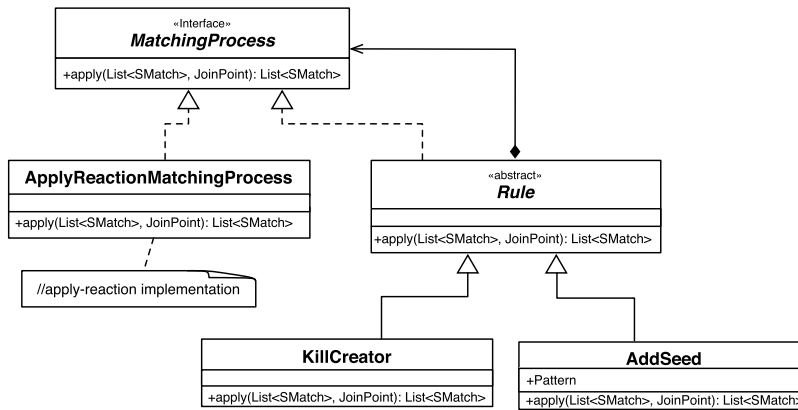 «Interface»
MatchingProcess
+apply(List<SMatch>, JoinPoint): List<SMatch>
ApplyReactionMatchingProcess
+apply(List<SMatch>, JoinPoint): List<SMatch>
//apply-reaction implementation
«abstract»
Rule
+apply(List<SMatch>, JoinPoint): List<SMatch>
KillCreator
+apply(List<SMatch>, JoinPoint): List<SMatch>
AddSeed
+Pattern
+apply(List<SMatch>, JoinPoint): List<SMatch>